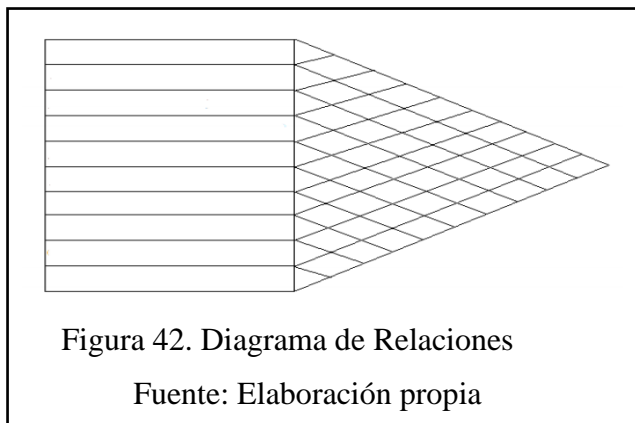 Figura 42. Diagrama de Relaciones
Fuente: Elaboración propia